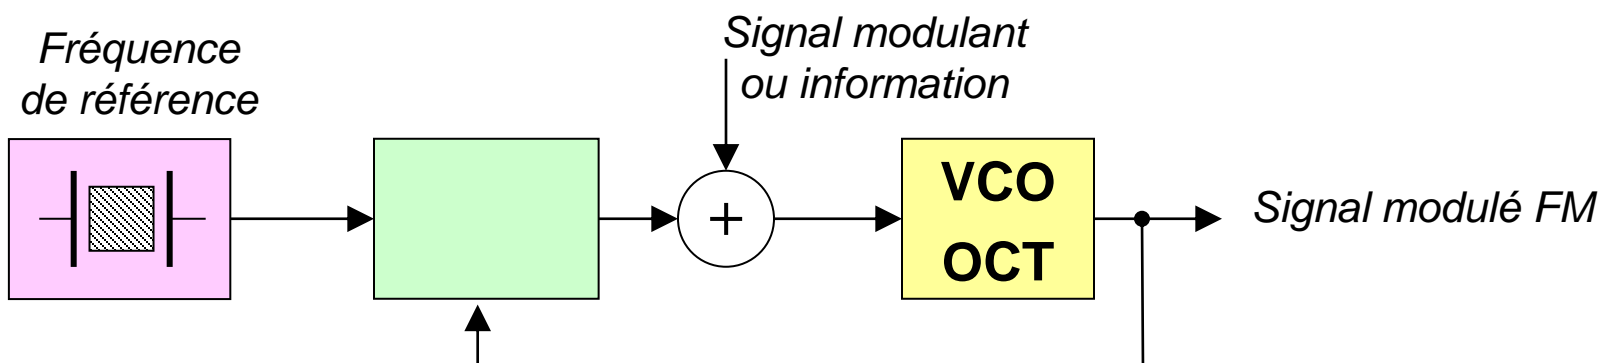 Fréquence
de référence
Signal modulant
ou information
+
VCO
OCT
Signal modulé FM